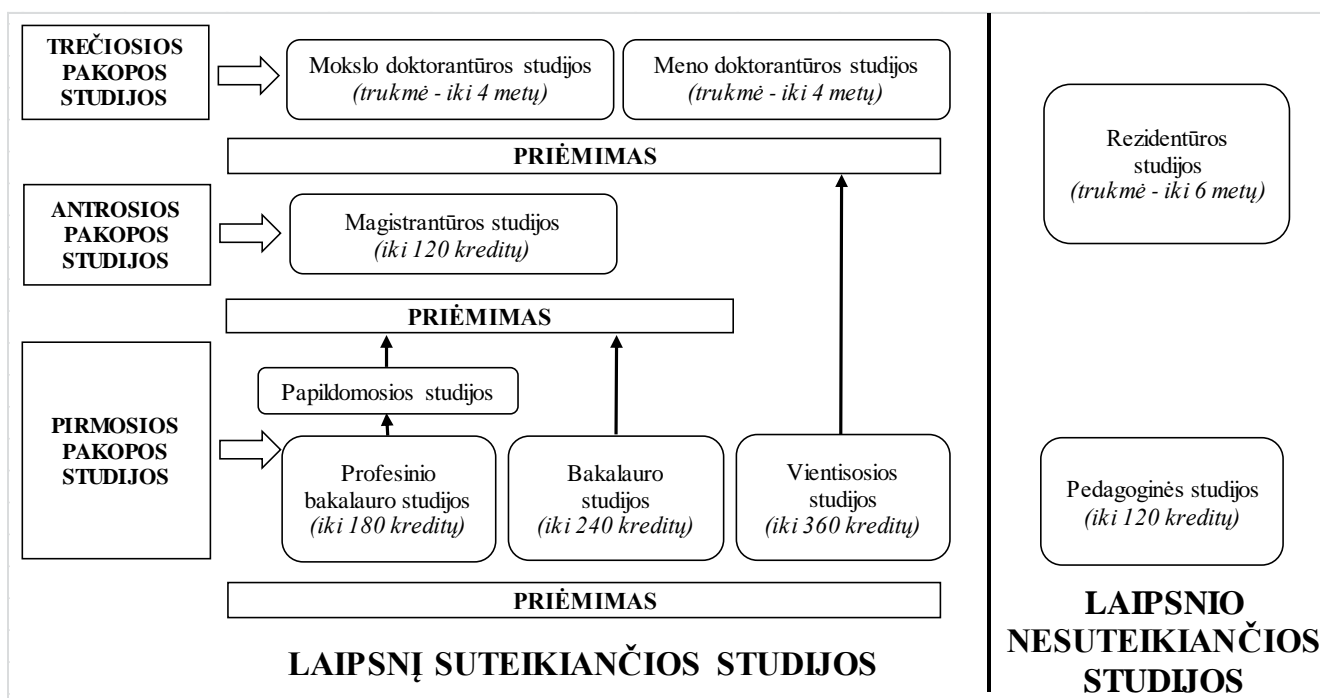 TREČIOSIOS
PAKOPOS
STUDIJOS
Mokslo doktorantūros studijos
(trukmė - iki 4 metų)
Meno doktorantūros studijos
(trukmė - iki 4 metų)
PRIĖMIMAS
ANTROSIOS
PAKOPOS
STUDIJOS
Magistrantūros studijos
(iki 120 kreditų)
PRIĖMIMAS
Papildomosios studijos
PIRMOSIOS
PAKOPOS
STUDIJOS
Profesinio
bakalauro studijos
(iki 180 kreditų)
Bakalauro
studijos
(iki 240 kreditų)
Vientisosios
studijos
(iki 360 kreditų)
PRIĖMIMAS
LAIPSNĮ SUTEIKIANČIOS STUDIJOS
Rezidentūros
studijos
(trukmė - iki 6 metų)
Pedagoginės studijos
(iki 120 kreditų)
LAIPSNIO
NESUTEIKIANČIOS
STUDIJOS